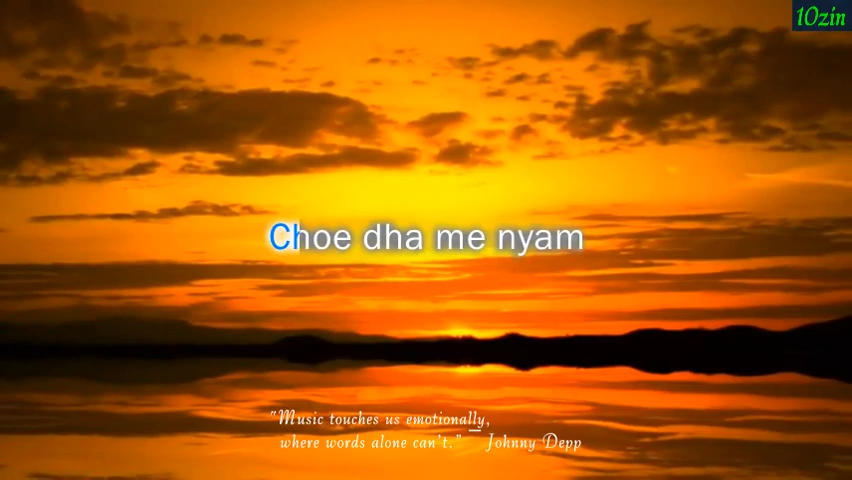 10zin
Choe dha me nyam
"Music touches us emotionally,
where words alone can't." – Johnny Depp